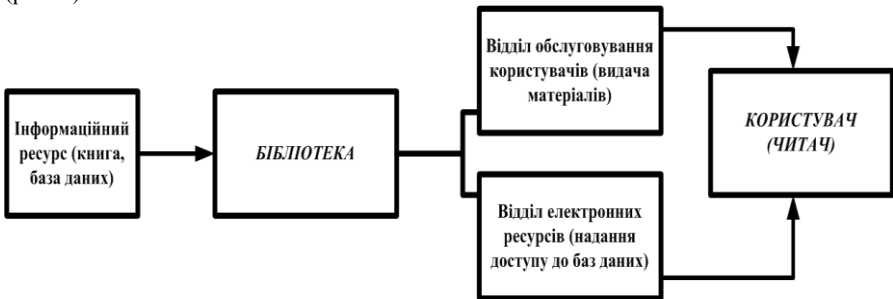 Інформаційний
ресурс (книга,
база даних)
БІБЛІОТЕКА
Відділ обслуговування
користувачів (видача
матеріалів)
Відділ електронних
ресурсів (надання
доступу до баз даних)
КОРИСТУВАЧ
(ЧИТАЧ)